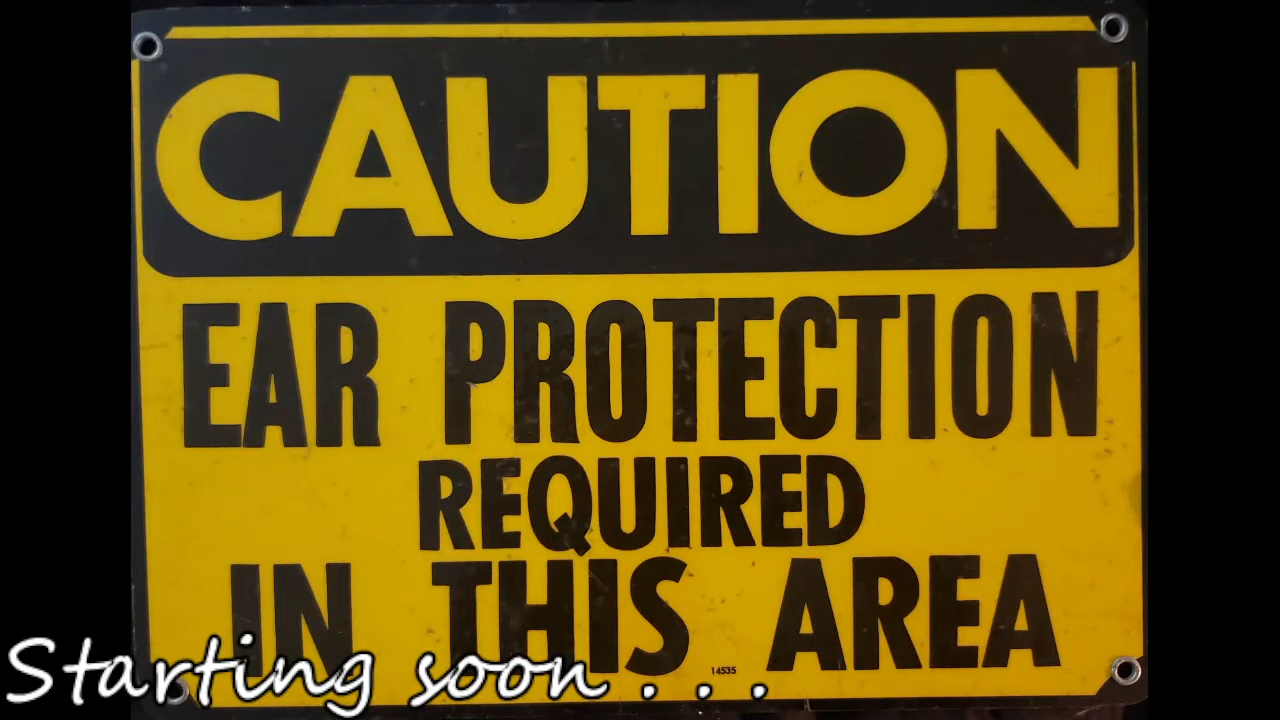 CAUTION
EAR PROTECTION
REQUIRED
IN THIS AREA
14535
Starting soon . . .